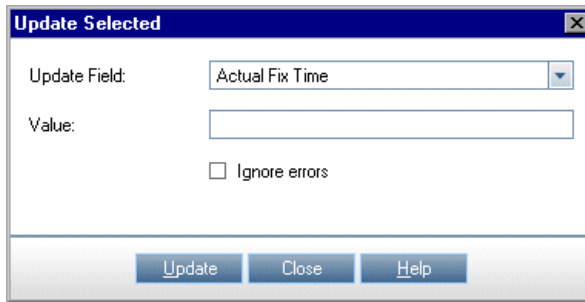 Update Selected
Update Field: Actual Fix Time
Value:
Ignore errors
Update Close Help